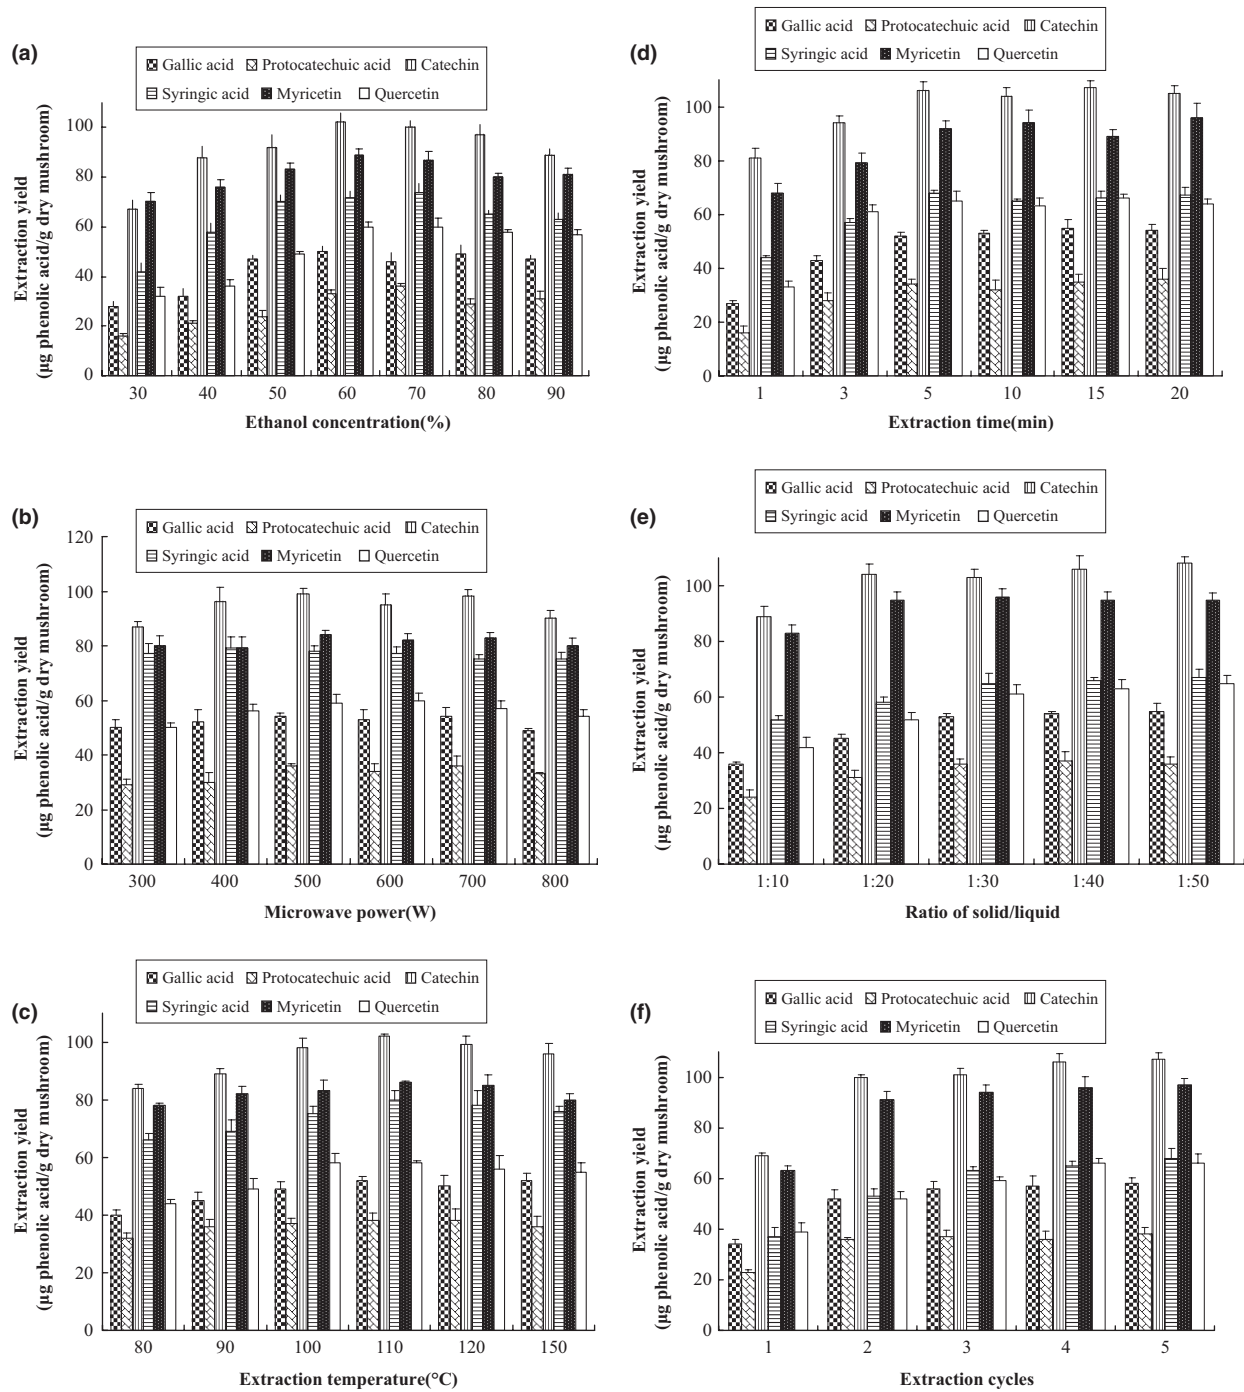 (a)
Gallic acid Protocatechuic acid Catechin
Syringic acid Myricetin Quercetin
Extraction yield
(µg phenolic acid/g dry mushroom)
100
80
60
40
20
0
30 40 50 60 70 80 90
Ethanol concentration(%)
(b)
Gallic acid Protocatechuic acid Catechin
Syringic acid Myricetin Quercetin
Extraction yield
(µg phenolic acid/g dry mushroom)
120
100
80
60
40
20
0
300 400 500 600 700 800
Microwave power(W)
(c)
Gallic acid Protocatechuic acid Catechin
Syringic acid Myricetin Quercetin
Extraction yield
(µg phenolic acid/g dry mushroom)
100
80
60
40
20
0
80 90 100 110 120 150
Extraction temperature(°C)
(d)
Gallic acid Protocatechuic acid Catechin
Syringic acid Myricetin Quercetin
Extraction yield
(µg phenolic acid/g dry mushroom)
100
80
60
40
20
0
1 3 5 10 15 20
Extraction time(min)
(e)
Gallic acid Protocatechuic acid Catechin
Syringic acid Myricetin Quercetin
Extraction yield
(µg phenolic acid/g dry mushroom)
100
80
60
40
20
0
1:10 1:20 1:30 1:40 1:50
Ratio of solid/liquid
(f)
Gallic acid Protocatechuic acid Catechin
Syringic acid Myricetin Quercetin
Extraction yield
(µg phenolic acid/g dry mushroom)
100
80
60
40
20
0
1 2 3 4 5
Extraction cycles